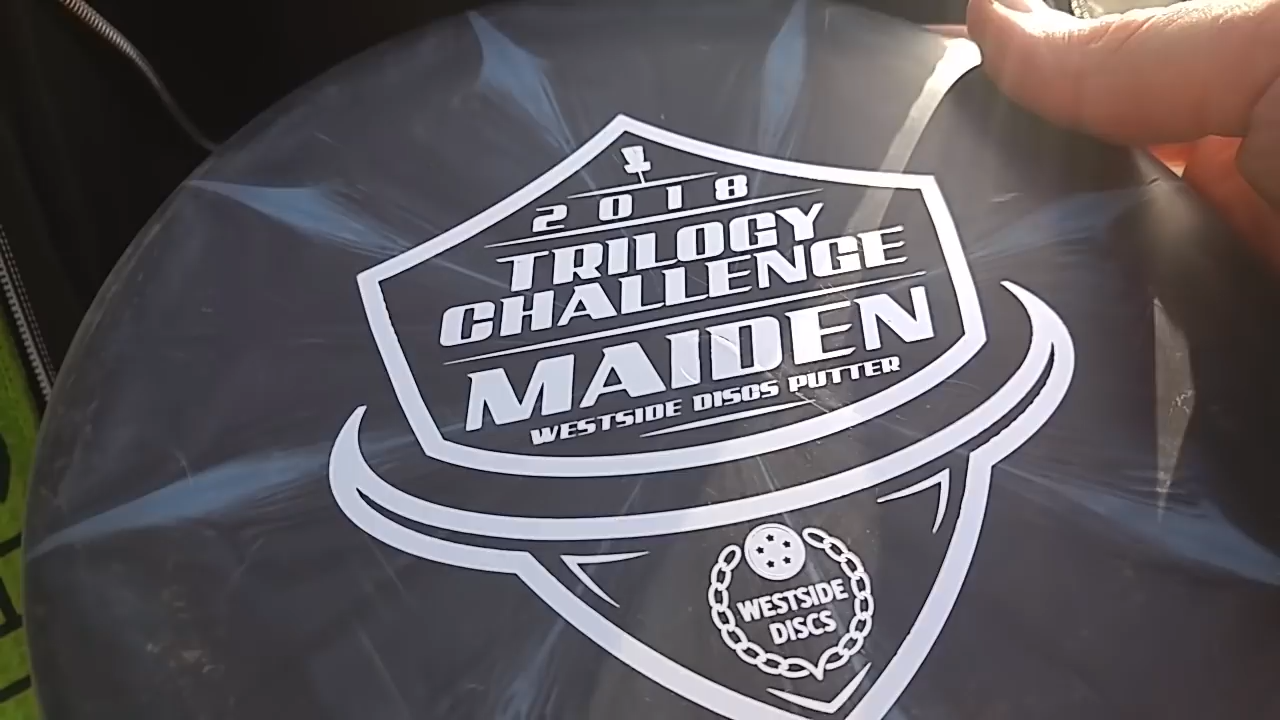 2018
TRILOGY
CHALLENGE
MAIDEN
WESTSIDE DISCS PUTTER
WESTSIDE
DISCS